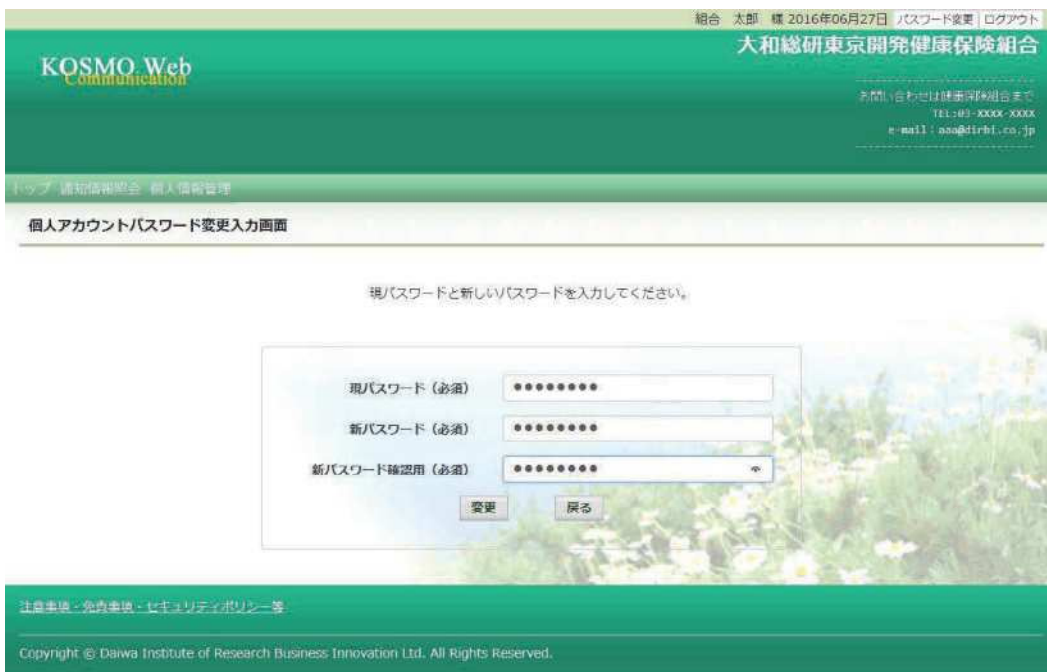 組合 太郎 様 2016年06月27日 パスワード変更 ログアウト
大和総研東京開発健康保険組合
KOSMO Web
Communication
お問い合わせは健康保険組合まで
TEL:03-XXXX-XXXX
e-mail : aaa@dirbi.co.jp
トップ 通知情報照会 個人情報管理
個人アカウントパスワード変更入力画面
現パスワードと新しいパスワードを入力してください。
現パスワード（必須） ●●●●●●●●
新パスワード（必須） ●●●●●●●●
新パスワード確認用（必須） ●●●●●●●●
変更 戻る
注意事項・免責事項・セキュリティポリシー等
Copyright © Daiwa Institute of Research Business Innovation Ltd. All Rights Reserved.